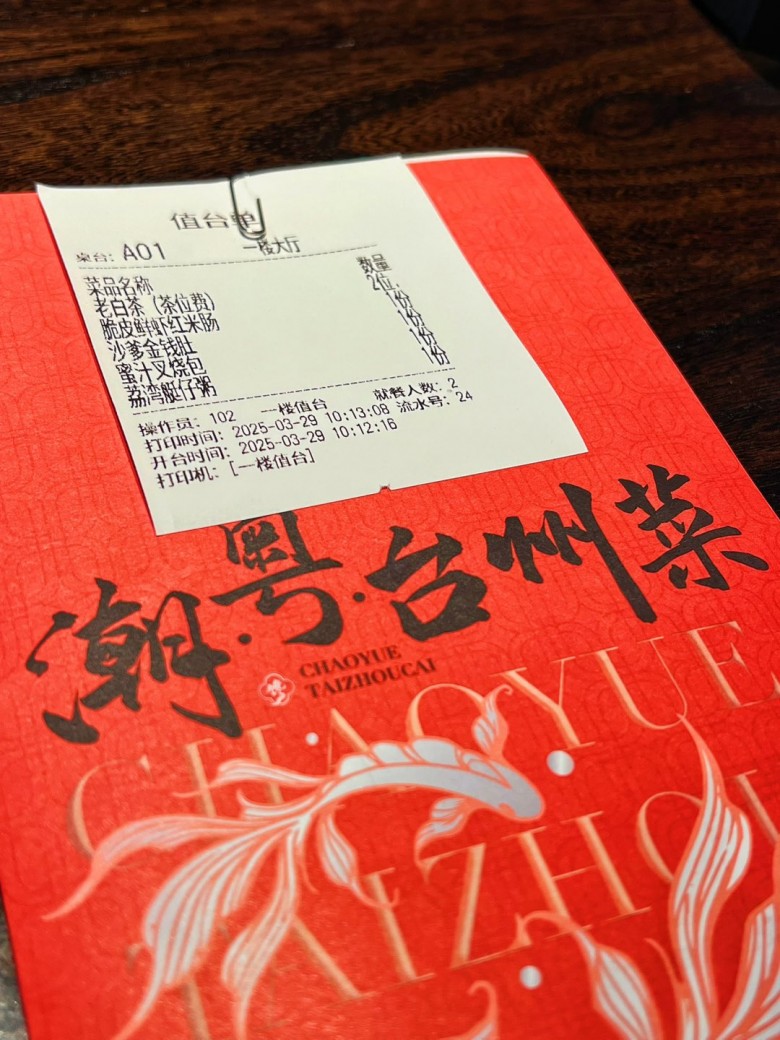 值台单
桌台：A01 一楼大厅
菜品名称 数量
老白茶（茶位费） 2位
脆皮鲜虾红米肠 1份
沙爹金钱肚 1份
蜜汁叉烧包 1份
荔湾艇仔粥 1份
操作员：102 一楼值台 就餐人数：2
打印时间：2025-03-29 10:13:08 流水号：24
开台时间：2025-03-29 10:12:16
打印机：[一楼值台]
潮·粤·台州菜
CHAOYUE
TAIZHOUCAI
CHAOYUE
TAIZHOU